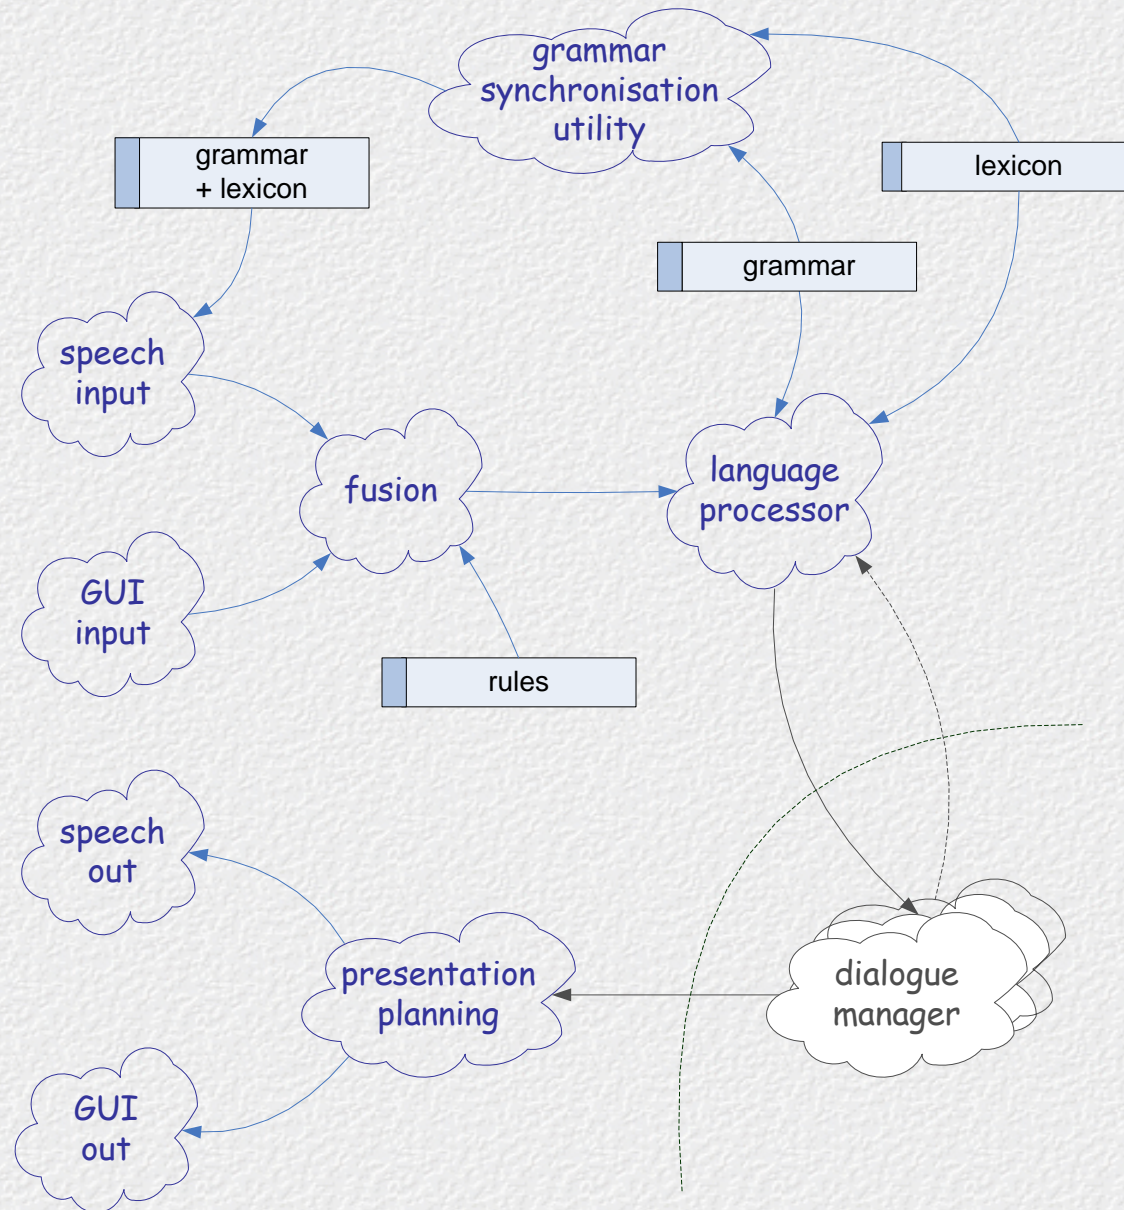 grammar
synchronisation
utility
grammar
+ lexicon
lexicon
grammar
speech
input
fusion
language
processor
GUI
input
rules
speech
out
presentation
planning
dialogue
manager
GUI
out